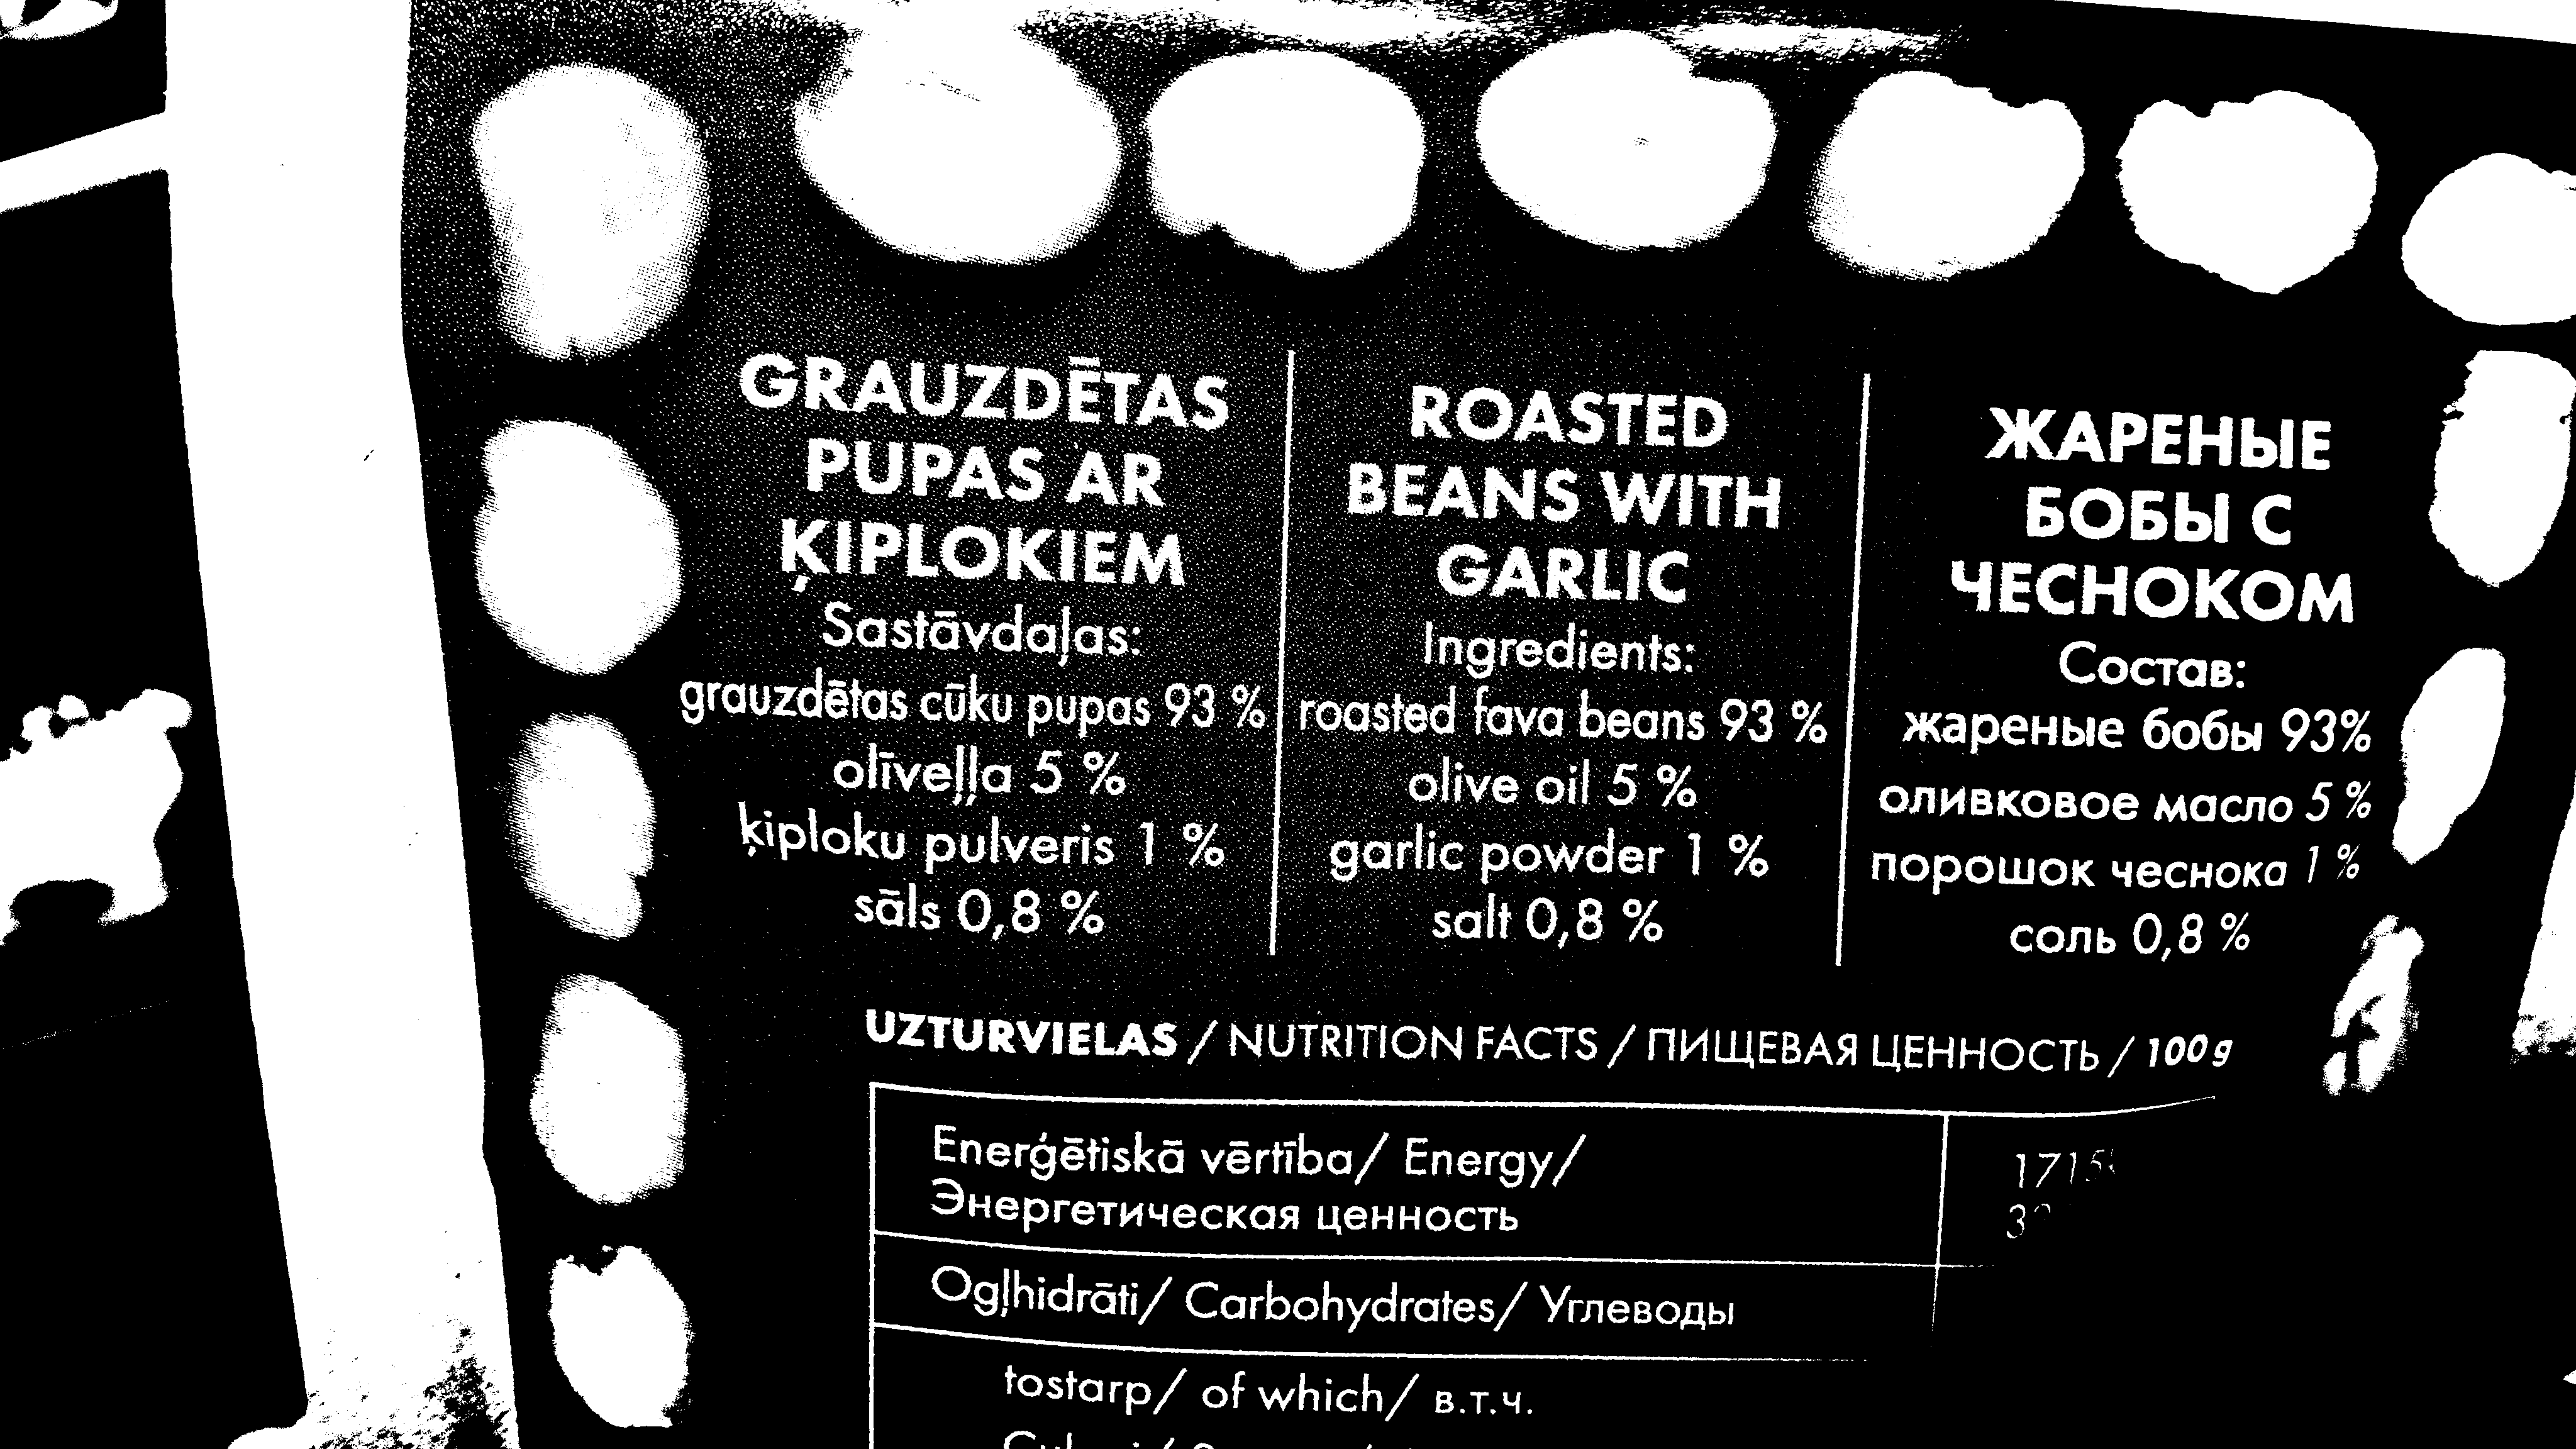 GRAUZDĒTAS
PUPAS AR
ĶIPLOKIEM
Sastāvdaļas:
grauzdētas cūku pupas 93 %
olīveļļa 5 %
ķiploku pulveris 1 %
sāls 0,8 %
ROASTED
BEANS WITH
GARLIC
Ingredients:
roasted fava beans 93 %
olive oil 5 %
garlic powder 1 %
salt 0,8 %
ЖАРЕНЫЕ
БОБЫ С
ЧЕСНОКОМ
Состав:
жареные бобы 93%
оливковое масло 5 %
порошок чеснока 1 %
соль 0,8 %
UZTURVIELAS / NUTRITION FACTS / ПИЩЕВАЯ ЦЕННОСТЬ / 100 g
Enerģētiskā vērtība/ Energy/
Энергетическая ценность
Ogļhidrāti/ Carbohydrates/ Углеводы
tostarp/ of which/ в.т.ч.